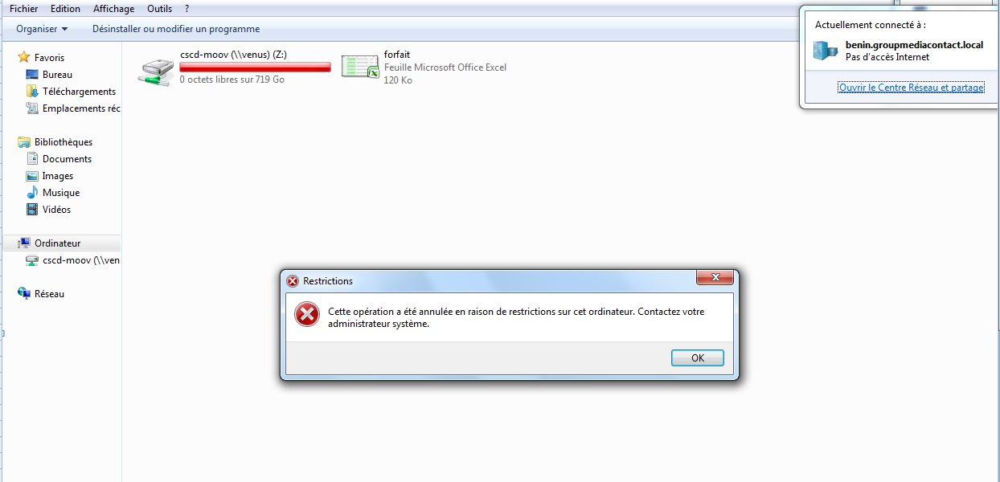 Fichier Edition Affichage Outils ?
Organiser Désinstaller ou modifier un programme
Actuellement connecté à :
benin.groupmediacontact.local
Pas d'accès Internet
Ouvrir le Centre Réseau et partage
Favoris
Bureau
Téléchargements
Emplacements réc
Bibliothèques
Documents
Images
Musique
Vidéos
Ordinateur
cscd-moov (\\ven
Réseau
cscd-moov (\\venus) (Z:)
0 octets libres sur 719 Go
forfait
Feuille Microsoft Office Excel
120 Ko
Restrictions
Cette opération a été annulée en raison de restrictions sur cet ordinateur. Contactez votre
administrateur système.
OK